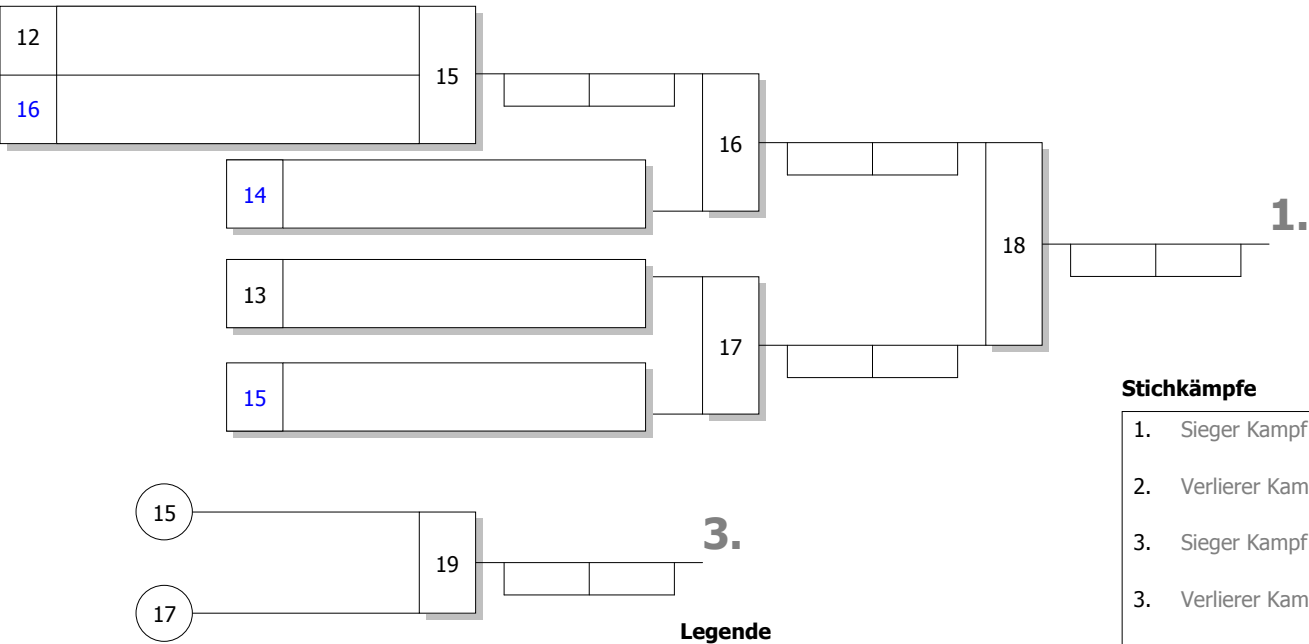 12
15
16
16
14
1.
18
13
17
15
Stichkämpfe
1. Sieger Kampf
2. Verlierer Kam
3. Sieger Kampf
3. Verlierer Kam
15
3.
19
17
Legende